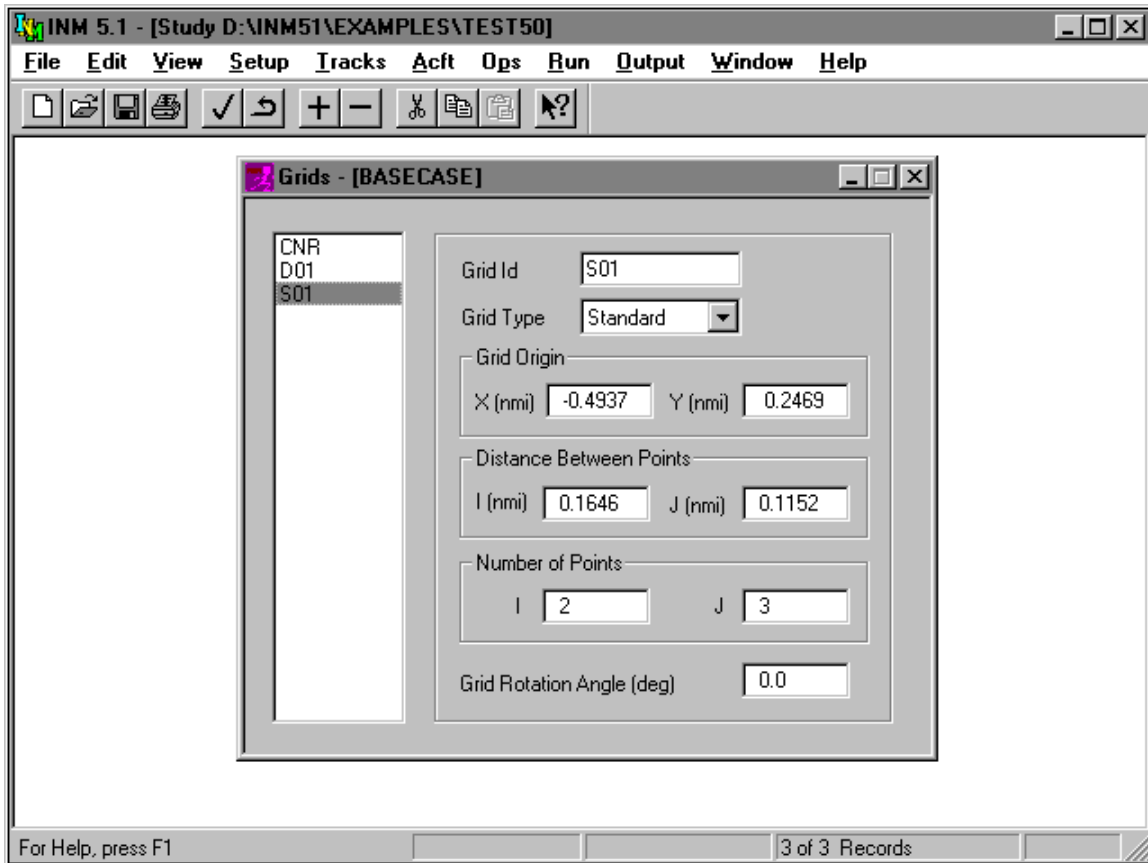 INM 5.1 - [Study D:\INM51\EXAMPLES\TEST50]
File Edit View Setup Tracks Acft Ops Run Output Window Help
Grids - [BASECASE]
CNR
D01
S01
Grid Id S01
Grid Type Standard
Grid Origin
X (nmi) -0.4937 Y (nmi) 0.2469
Distance Between Points
I (nmi) 0.1646 J (nmi) 0.1152
Number of Points
I 2 J 3
Grid Rotation Angle (deg) 0.0
For Help, press F1 3 of 3 Records